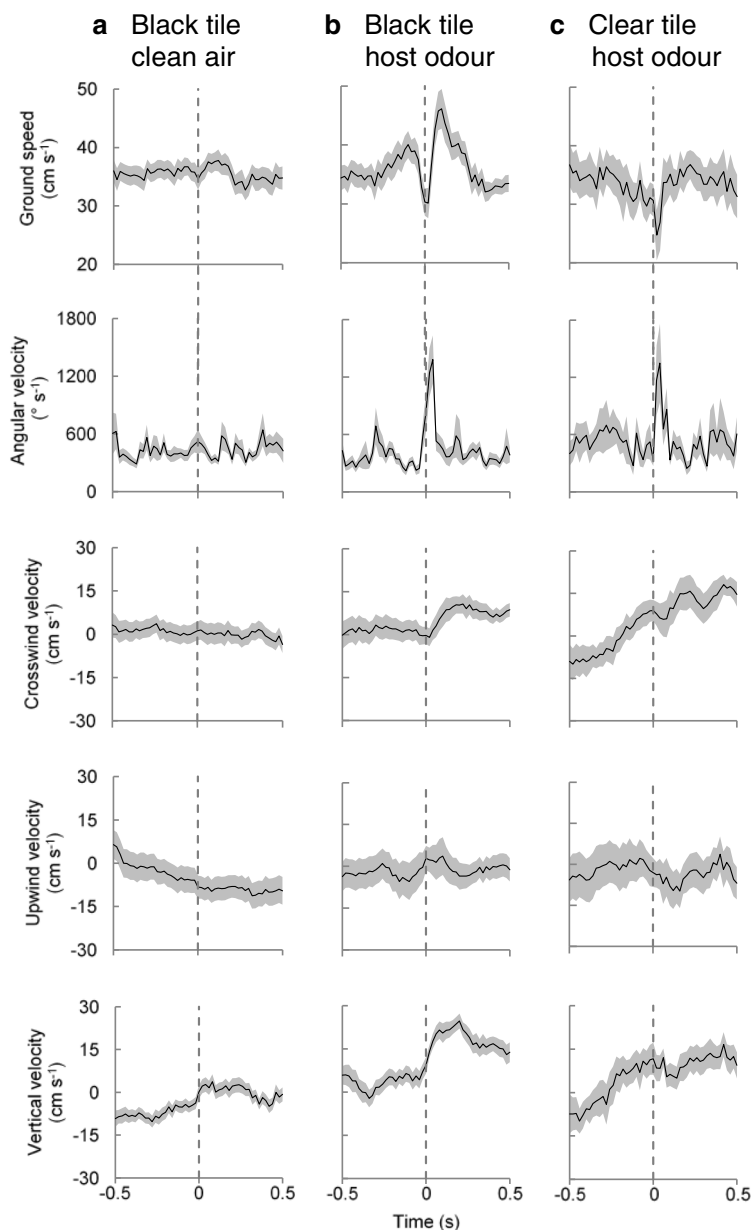 a Black tile
clean air
b Black tile
host odour
c Clear tile
host odour
Ground speed
(cm s⁻¹)
50
40
30
20
Angular velocity
(° s⁻¹)
1800
1200
600
0
Crosswind velocity
(cm s⁻¹)
30
15
0
-15
-30
Upwind velocity
(cm s⁻¹)
30
15
0
-15
-30
Vertical velocity
(cm s⁻¹)
30
15
0
-15
-30
-0.5 0 0.5
-0.5 0 0.5
-0.5 0 0.5
Time (s)